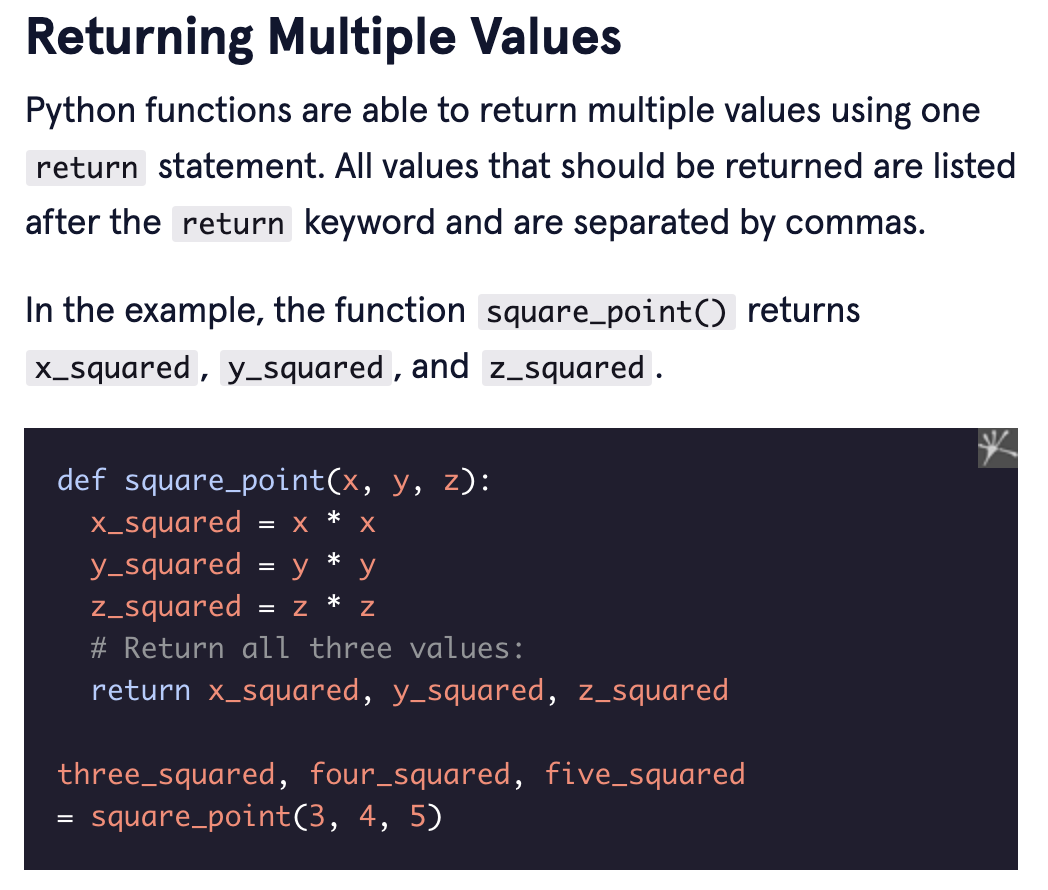 Returning Multiple Values
Python functions are able to return multiple values using one
return statement. All values that should be returned are listed
after the return keyword and are separated by commas.
In the example, the function square_point() returns
x_squared, y_squared, and z_squared.
def square_point(x, y, z):
  x_squared = x * x
  y_squared = y * y
  z_squared = z * z
  # Return all three values:
  return x_squared, y_squared, z_squared
three_squared, four_squared, five_squared
= square_point(3, 4, 5)